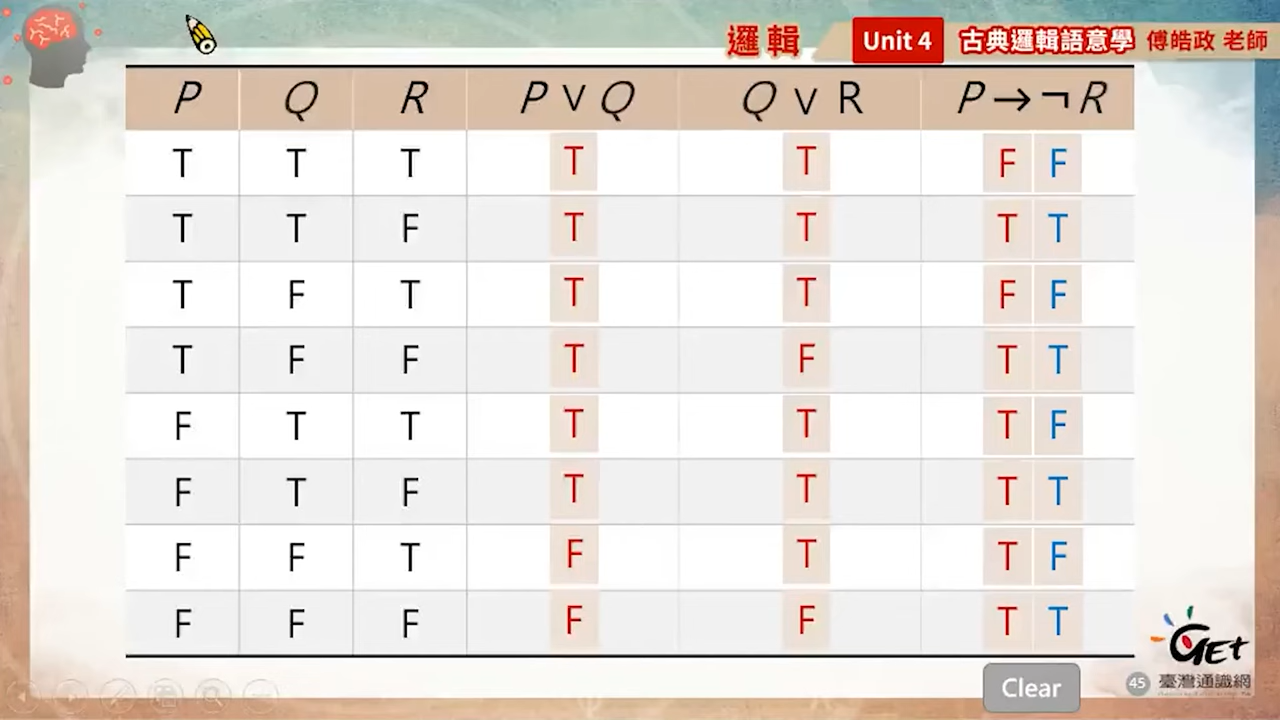 邏輯 Unit 4 古典邏輯語意學 傅皓政 老師
P Q R P ∨ Q Q ∨ R P → ¬ R
T T T T T F F
T T F T T T T
T F T T T F F
T F F T F T T
F T T T T T F
F T F T T T T
F F T F T T F
F F F F F T T
GET
Clear 45 臺灣通識網